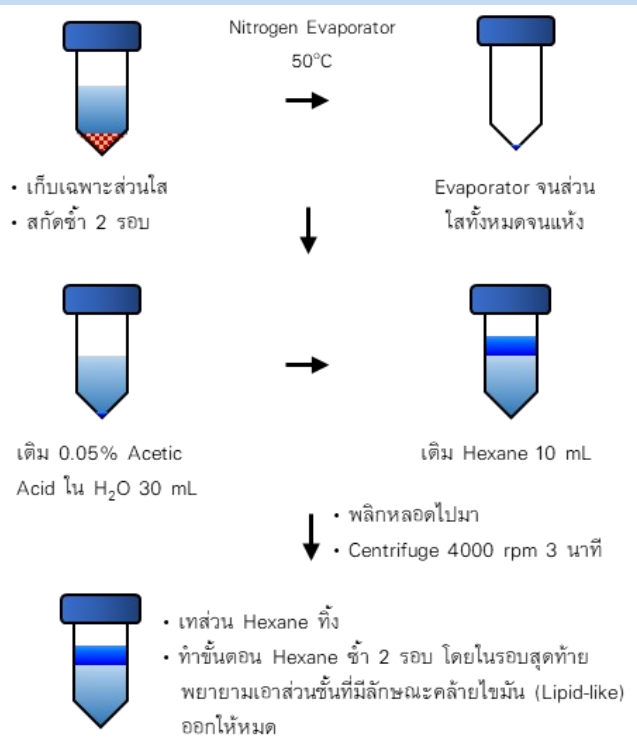 Nitrogen Evaporator
50°C
• เก็บเฉพาะส่วนใส
• สกัดซ้ำ 2 รอบ
Evaporator จนส่วน
ใสทั้งหมดจนแห้ง
เติม 0.05% Acetic
Acid ใน H₂O 30 mL
เติม Hexane 10 mL
• พลิกหลอดไปมา
• Centrifuge 4000 rpm 3 นาที
• เทส่วน Hexane ทิ้ง
• ทำขั้นตอน Hexane ซ้ำ 2 รอบ โดยในรอบสุดท้าย
พยายามเอาส่วนชั้นที่มีลักษณะคล้ายไขมัน (Lipid-like)
ออกให้หมด